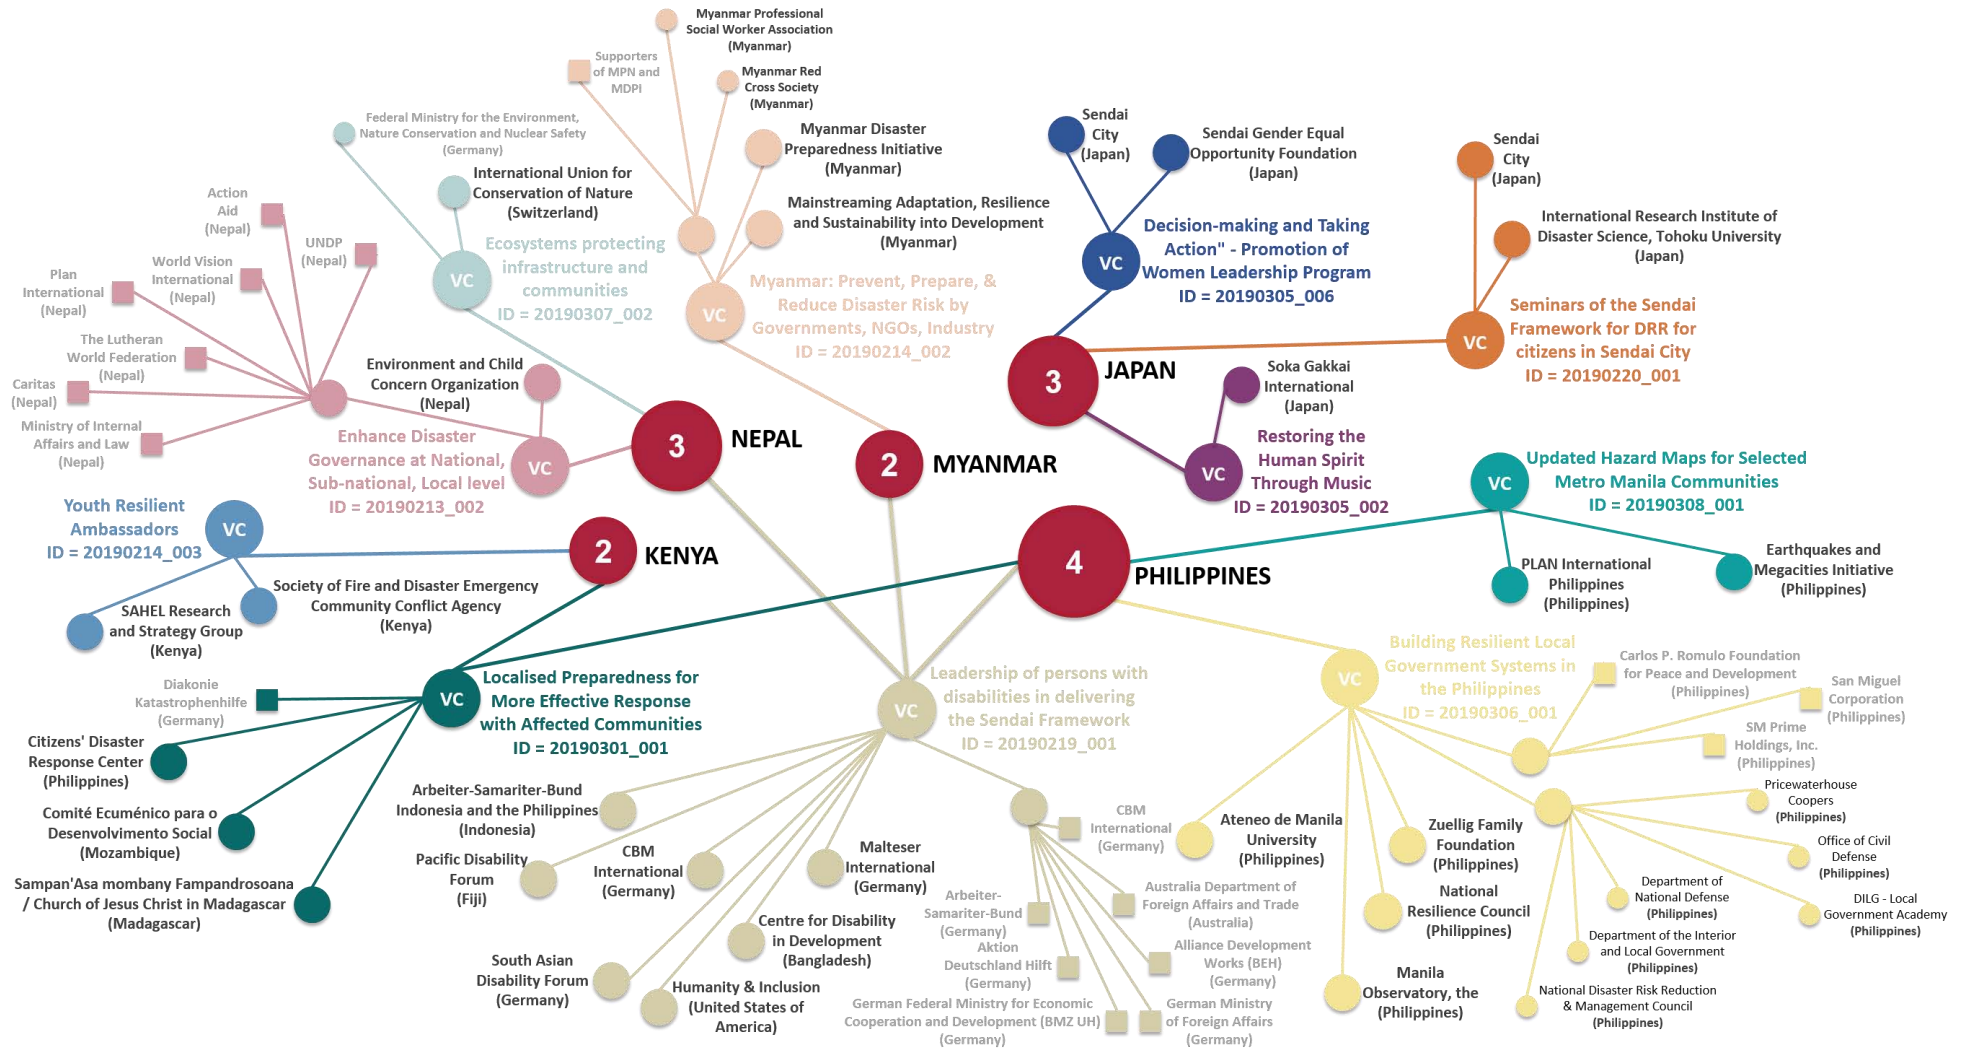 Myanmar Professional
Social Worker Association
(Myanmar)
Supporters
of MPN and
MDPI
Myanmar Red
Cross Society
(Myanmar)
Federal Ministry for the Environment,
Nature Conservation and Nuclear Safety
(Germany)
Myanmar Disaster
Preparedness Initiative
(Myanmar)
International Union for
Conservation of Nature
(Switzerland)
Mainstreaming Adaptation, Resilience
and Sustainability into Development
(Myanmar)
VC
Ecosystems protecting
infrastructure and
communities
ID = 20190307_002
VC
Myanmar: Prevent, Prepare, &
Reduce Disaster Risk by
Governments, NGOs, Industry
ID = 20190214_002
Sendai
City
(Japan)
Sendai Gender Equal
Opportunity Foundation
(Japan)
VC
Decision-making and Taking
Action" - Promotion of
Women Leadership Program
ID = 20190305_006
Sendai
City
(Japan)
International Research Institute of
Disaster Science, Tohoku University
(Japan)
VC
Seminars of the Sendai
Framework for DRR for
citizens in Sendai City
ID = 20190220_001
3
JAPAN
Soka Gakkai
International
(Japan)
VC
Restoring the
Human Spirit
Through Music
ID = 20190305_002
Action
Aid
(Nepal)
UNDP
(Nepal)
World Vision
International
(Nepal)
Plan
International
(Nepal)
The Lutheran
World Federation
(Nepal)
Caritas
(Nepal)
Ministry of Internal
Affairs and Law
(Nepal)
Environment and Child
Concern Organization
(Nepal)
VC
Enhance Disaster
Governance at National,
Sub-national, Local level
ID = 20190213_002
3
NEPAL
2
MYANMAR
Youth Resilient
Ambassadors
ID = 20190214_003
VC
2
KENYA
SAHEL Research
and Strategy Group
(Kenya)
Society of Fire and Disaster Emergency
Community Conflict Agency
(Kenya)
4
PHILIPPINES
VC
Updated Hazard Maps for Selected
Metro Manila Communities
ID = 20190308_001
PLAN International
Philippines
(Philippines)
Earthquakes and
Megacities Initiative
(Philippines)
VC
Localised Preparedness for
More Effective Response
with Affected Communities
ID = 20190301_001
Diakonie
Katastrophenhilfe
(Germany)
Citizens' Disaster
Response Center
(Philippines)
Comité Ecuménico para o
Desenvolvimento Social
(Mozambique)
Sampan'Asa mombany Fampandrosoana
/ Church of Jesus Christ in Madagascar
(Madagascar)
VC
Leadership of persons with
disabilities in delivering
the Sendai Framework
ID = 20190219_001
Arbeiter-Samariter-Bund
Indonesia and the Philippines
(Indonesia)
Pacific Disability
Forum
(Fiji)
CBM
International
(Germany)
Malteser
International
(Germany)
Centre for Disability
in Development
(Bangladesh)
South Asian
Disability Forum
(Germany)
Humanity & Inclusion
(United States of
America)
CBM
International
(Germany)
Arbeiter-
Samariter-Bund
(Germany)
Australia Department of
Foreign Affairs and Trade
(Australia)
Aktion
Deutschland Hilft
(Germany)
Alliance Development
Works (BEH)
(Germany)
German Federal Ministry for Economic
Cooperation and Development (BMZ UH)
(Germany)
German Ministry
of Foreign Affairs
(Germany)
VC
Building Resilient Local
Government Systems in
the Philippines
ID = 20190306_001
Carlos P. Romulo Foundation
for Peace and Development
(Philippines)
San Miguel
Corporation
(Philippines)
SM Prime
Holdings, Inc.
(Philippines)
Pricewaterhouse
Coopers
(Philippines)
Office of Civil
Defense
(Philippines)
DILG - Local
Government Academy
(Philippines)
Department of
National Defense
(Philippines)
Department of the Interior
and Local Government
(Philippines)
National Disaster Risk Reduction
& Management Council
(Philippines)
Ateneo de Manila
University
(Philippines)
Zuellig Family
Foundation
(Philippines)
National
Resilience Council
(Philippines)
Manila
Observatory, the
(Philippines)